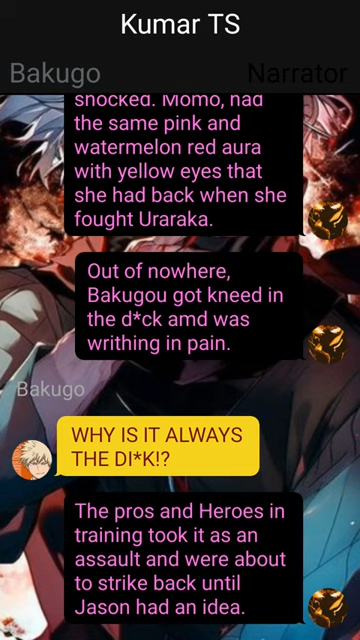 Kumar TS
Bakugo
Narrator
shocked. Momo, had
the same pink and
watermelon red aura
with yellow eyes that
she had back when she
fought Uraraka.
Out of nowhere,
Bakugou got kneed in
the d*ck amd was
writhing in pain.
Bakugo
WHY IS IT ALWAYS
THE DI*K!?
The pros and Heroes in
training took it as an
assault and were about
to strike back until
Jason had an idea.